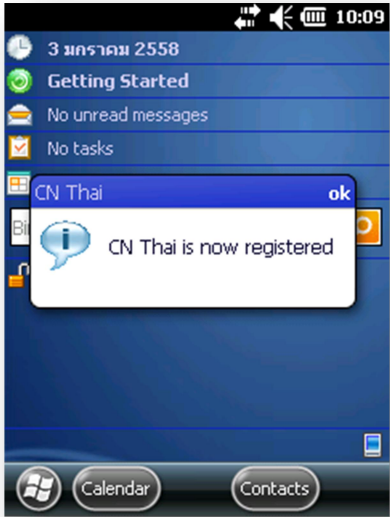 10:09
3 มกราคม 2558
Getting Started
No unread messages
No tasks
CN Thai
ok
Bi
CN Thai is now registered
Calendar
Contacts